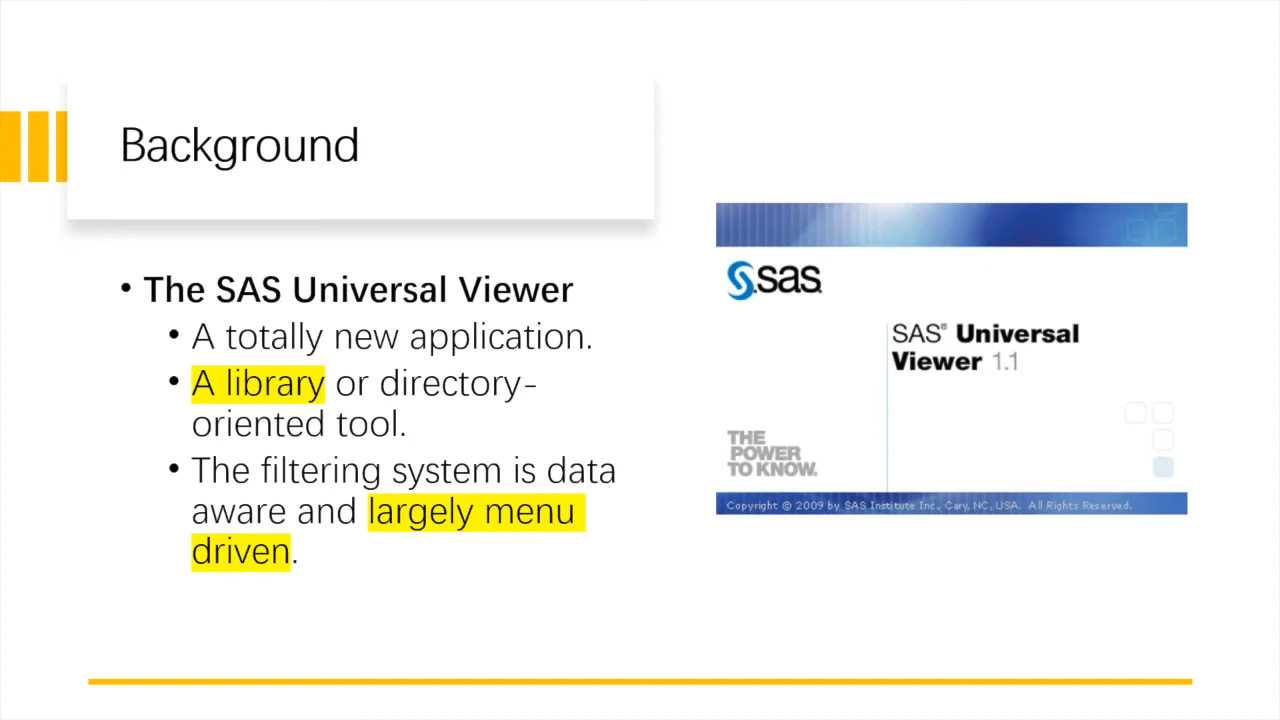 Background
• The SAS Universal Viewer
• A totally new application.
• A library or directory-
oriented tool.
• The filtering system is data
aware and largely menu
driven.
sas
SAS® Universal
Viewer 1.1
THE
POWER
TO KNOW.
Copyright © 2009 by SAS Institute Inc., Cary, NC, USA. All Rights Reserved.